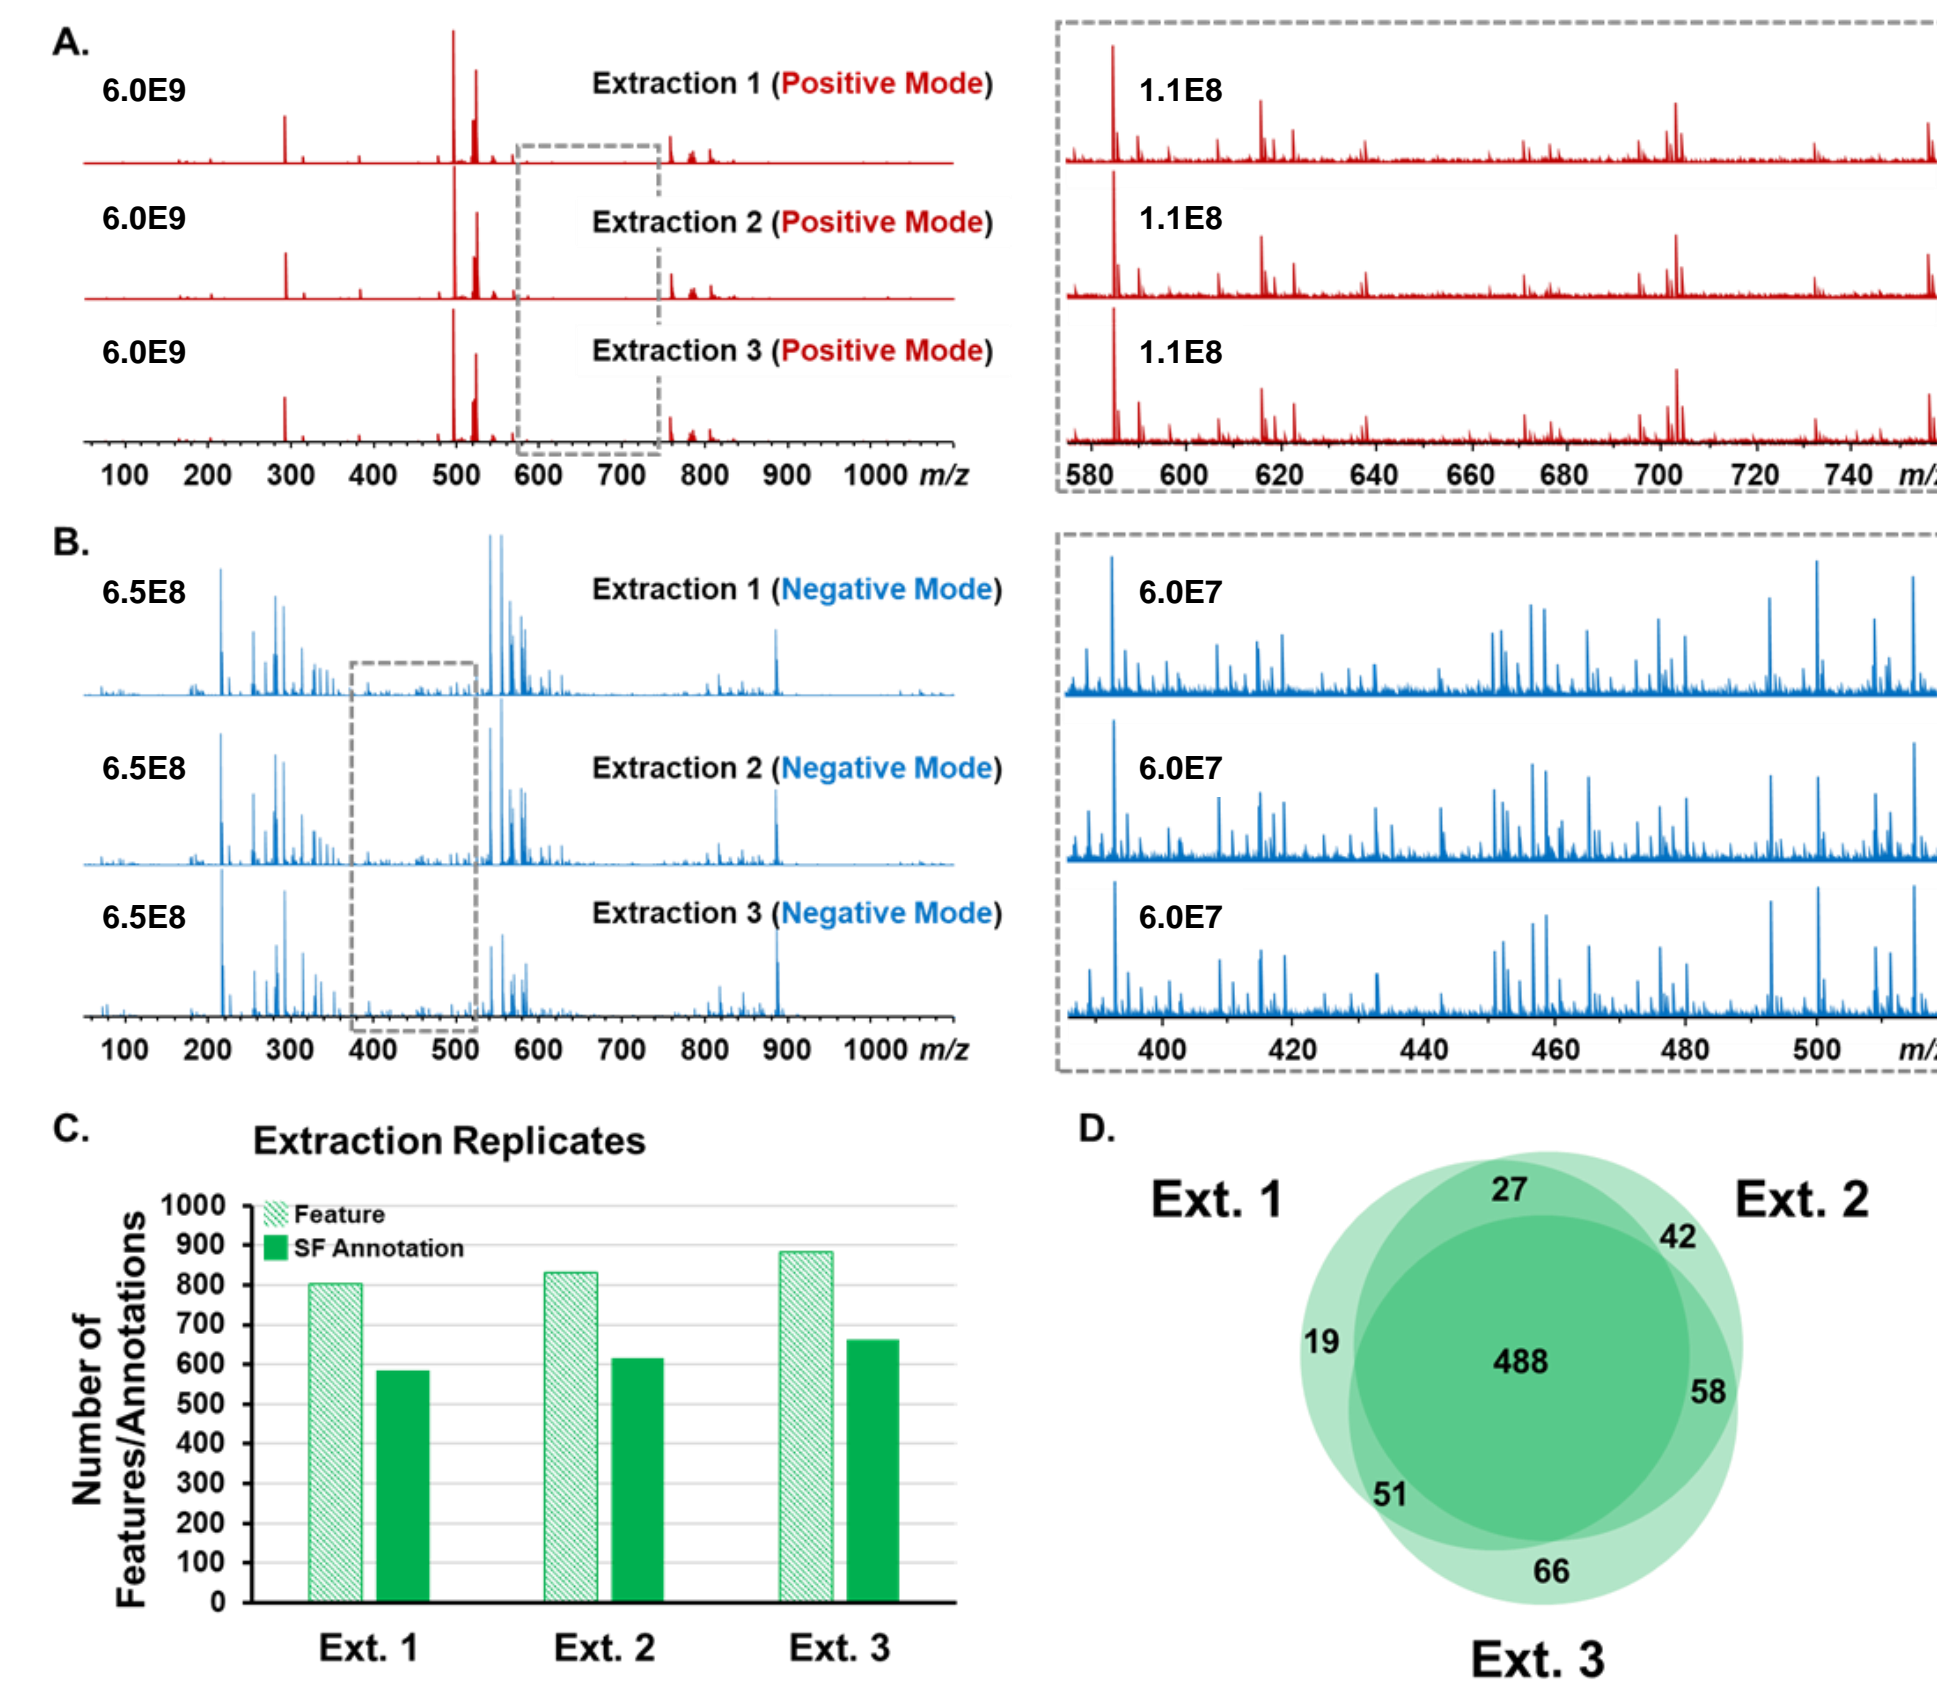 A.
6.0E9
Extraction 1 (Positive Mode)
6.0E9
Extraction 2 (Positive Mode)
6.0E9
Extraction 3 (Positive Mode)
100 200 300 400 500 600 700 800 900 1000 m/z
1.1E8
1.1E8
1.1E8
580 600 620 640 660 680 700 720 740 m/z
B.
6.5E8
Extraction 1 (Negative Mode)
6.5E8
Extraction 2 (Negative Mode)
6.5E8
Extraction 3 (Negative Mode)
100 200 300 400 500 600 700 800 900 1000 m/z
6.0E7
6.0E7
6.0E7
400 420 440 460 480 500 m/z
C.
Extraction Replicates
Number of
Features/Annotations
1000
900
800
700
600
500
400
300
200
100
0
Feature
SF Annotation
Ext. 1 Ext. 2 Ext. 3
D.
Ext. 1
Ext. 2
27
42
19
488
58
51
66
Ext. 3